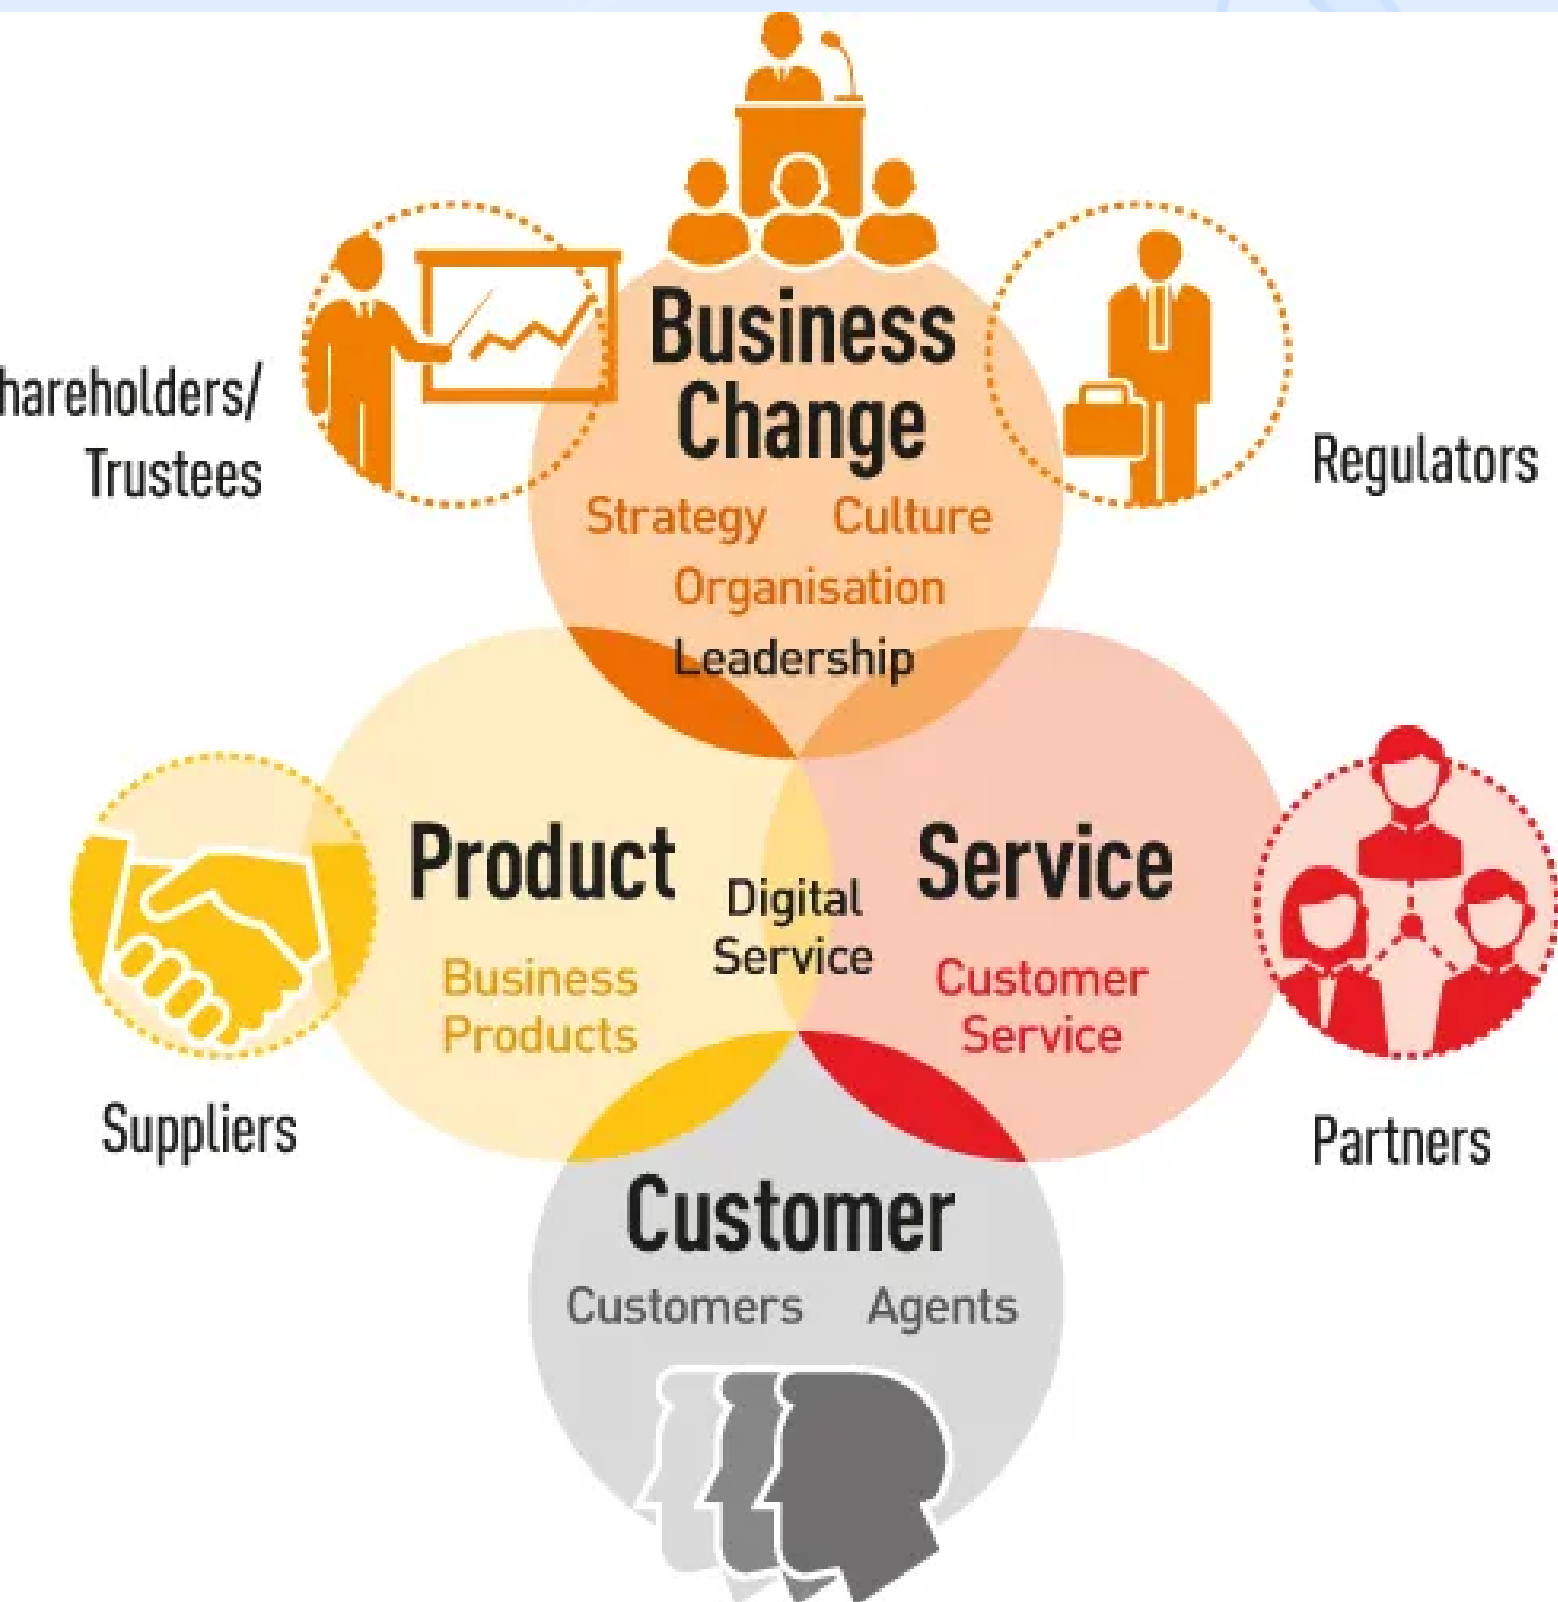 Business
Change
hareholders/
Trustees
Regulators
Strategy Culture
Organisation
Leadership
Product
Service
Digital
Service
Business
Products
Customer
Service
Suppliers
Partners
Customer
Customers Agents